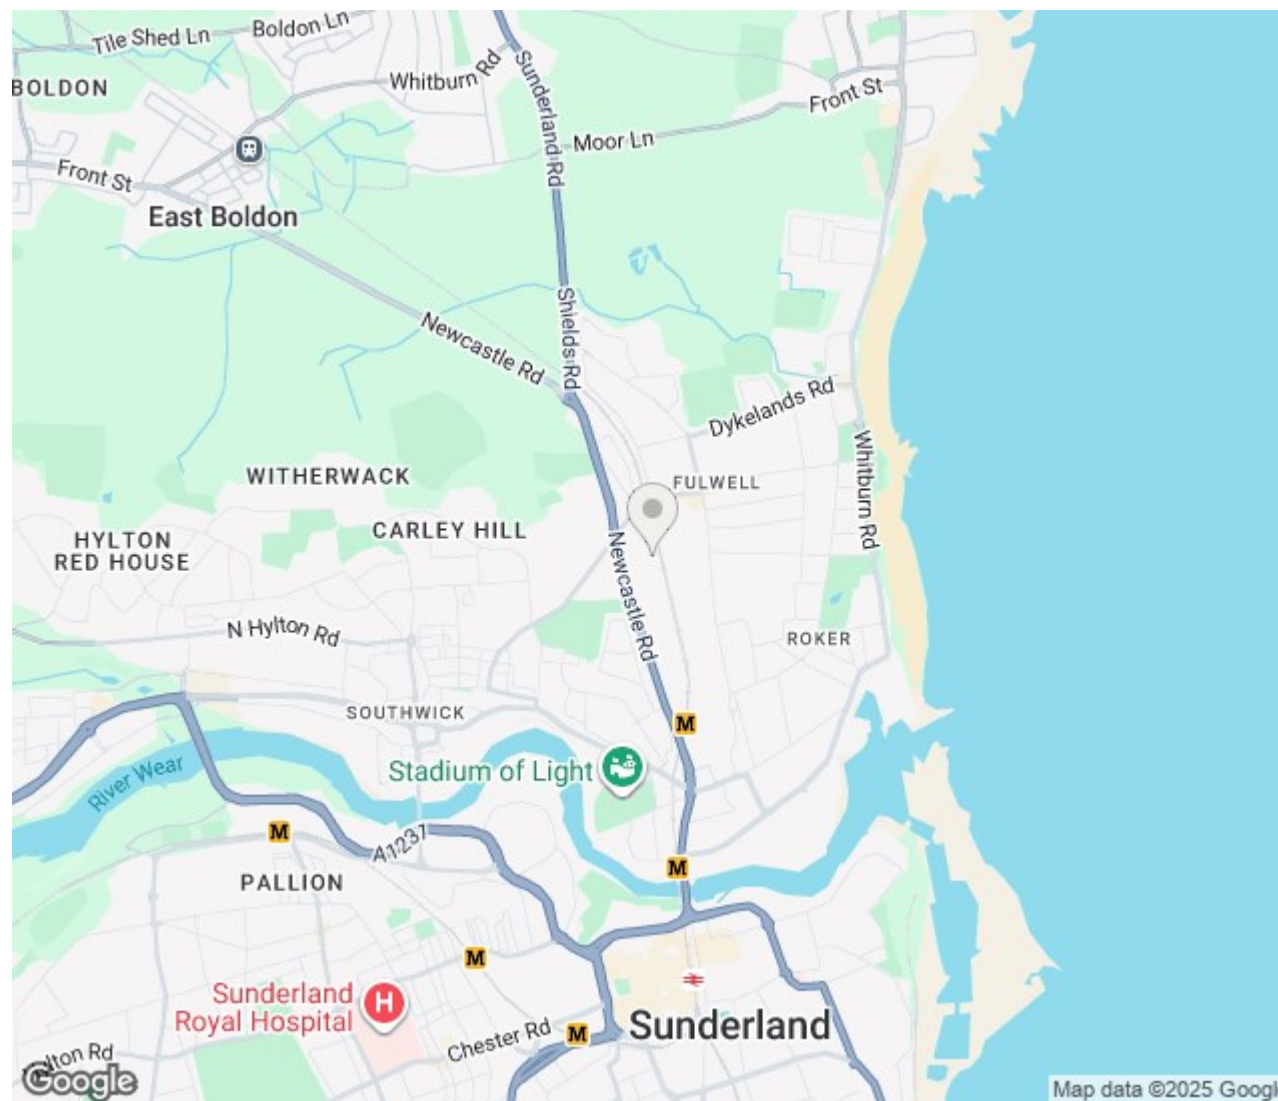 Tile Shed Ln
Boldon Ln
Sunderland Rd
Whitburn Rd
BOLDON
Front St
Moor Ln
Front St
East Boldon
Shields Rd
Newcastle Rd
Dykelands Rd
Whitburn Rd
WITHERWACK
FULWELL
CARLEY HILL
HYLTON
RED HOUSE
Newcastle Rd
N Hylton Rd
ROKER
SOUTHWICK
M
Stadium of Light
River Wear
M
A1231
M
PALLION
M
Sunderland
Royal Hospital
H
Sunderland
M
Chester Rd
Rd
Google
Map data ©2025 Googl